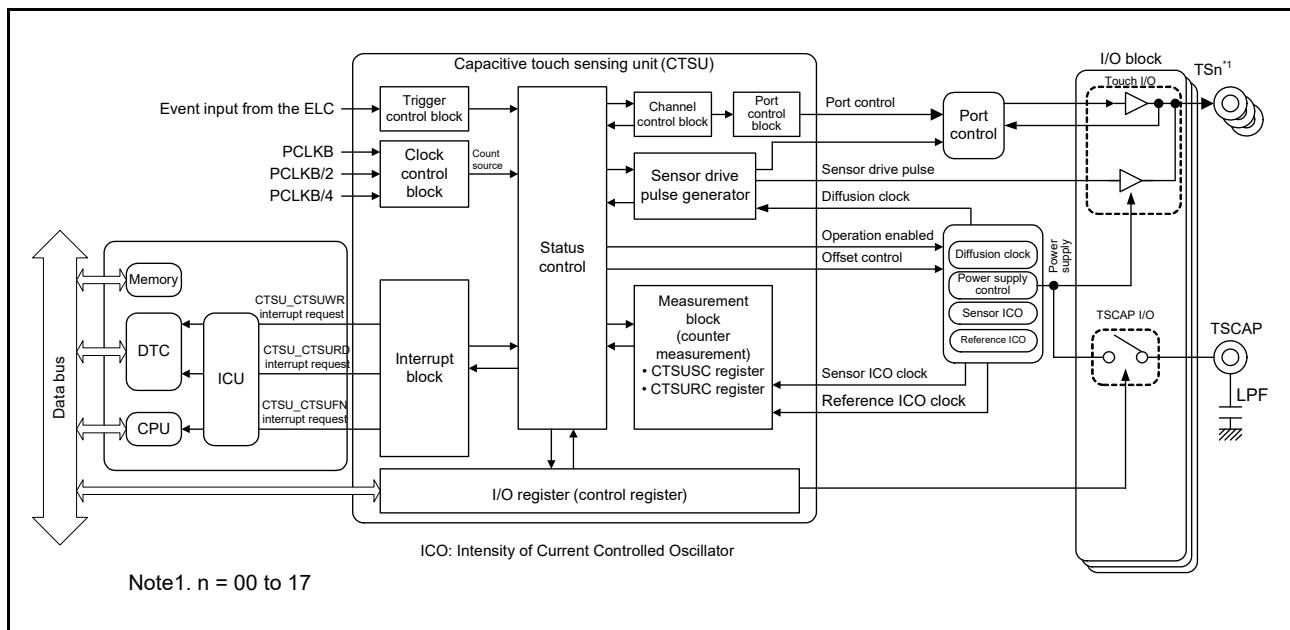 Capacitive touch sensing unit (CTSU)
I/O block
TSn*1
Touch I/O
Event input from the ELC
Trigger
control block
Channel
control block
Port
control
block
Port control
Port
control
PCLKB
PCLKB/2
PCLKB/4
Clock
control
block
Count
source
Sensor drive
pulse generator
Sensor drive pulse
Diffusion clock
Status
control
Operation enabled
Offset control
Diffusion clock
Power supply
control
Sensor ICO
Reference ICO
Power
supply
Data bus
Memory
DTC
CPU
ICU
CTSU_CTSUWR
interrupt request
CTSU_CTSURD
interrupt request
CTSU_CTSUFN
interrupt request
Interrupt
block
Measurement
block
(counter
measurement)
• CTSUSC register
• CTSURC register
Sensor ICO clock
Reference ICO clock
TSCAP I/O
TSCAP
LPF
I/O register (control register)
ICO: Intensity of Current Controlled Oscillator
Note1. n = 00 to 17